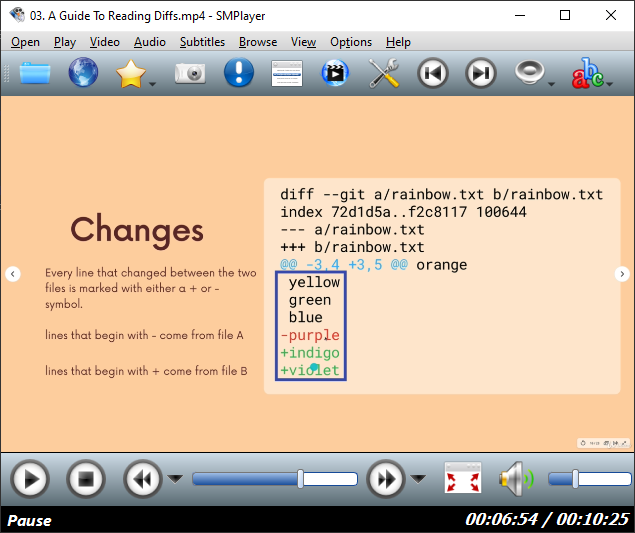 03. A Guide To Reading Diffs.mp4 - SMPlayer
Open Play Video Audio Subtitles Browse View Options Help
abc
Changes
Every line that changed between the two
files is marked with either a + or -
symbol.
lines that begin with - come from file A
lines that begin with + come from file B
diff --git a/rainbow.txt b/rainbow.txt
index 72d1d5a..f2c8117 100644
--- a/rainbow.txt
+++ b/rainbow.txt
@@ -3,4 +3,5 @@ orange
 yellow
 green
 blue
-purple
+indigo
+violet
Pause
00:06:54 / 00:10:25